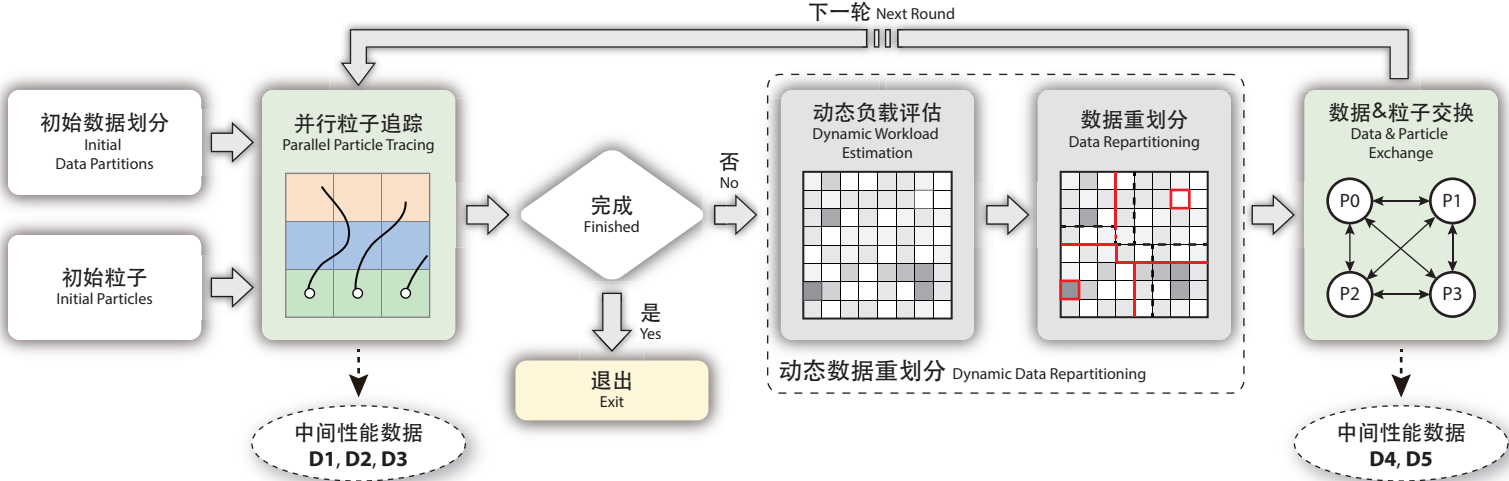 下一轮 Next Round
初始数据划分
Initial
Data Partitions
初始粒子
Initial Particles
并行粒子追踪
Parallel Particle Tracing
中间性能数据
D1, D2, D3
完成
Finished
否
No
是
Yes
退出
Exit
动态负载评估
Dynamic Workload
Estimation
数据重划分
Data Repartitioning
动态数据重划分 Dynamic Data Repartitioning
数据&粒子交换
Data & Particle
Exchange
P0 P1
P2 P3
中间性能数据
D4, D5